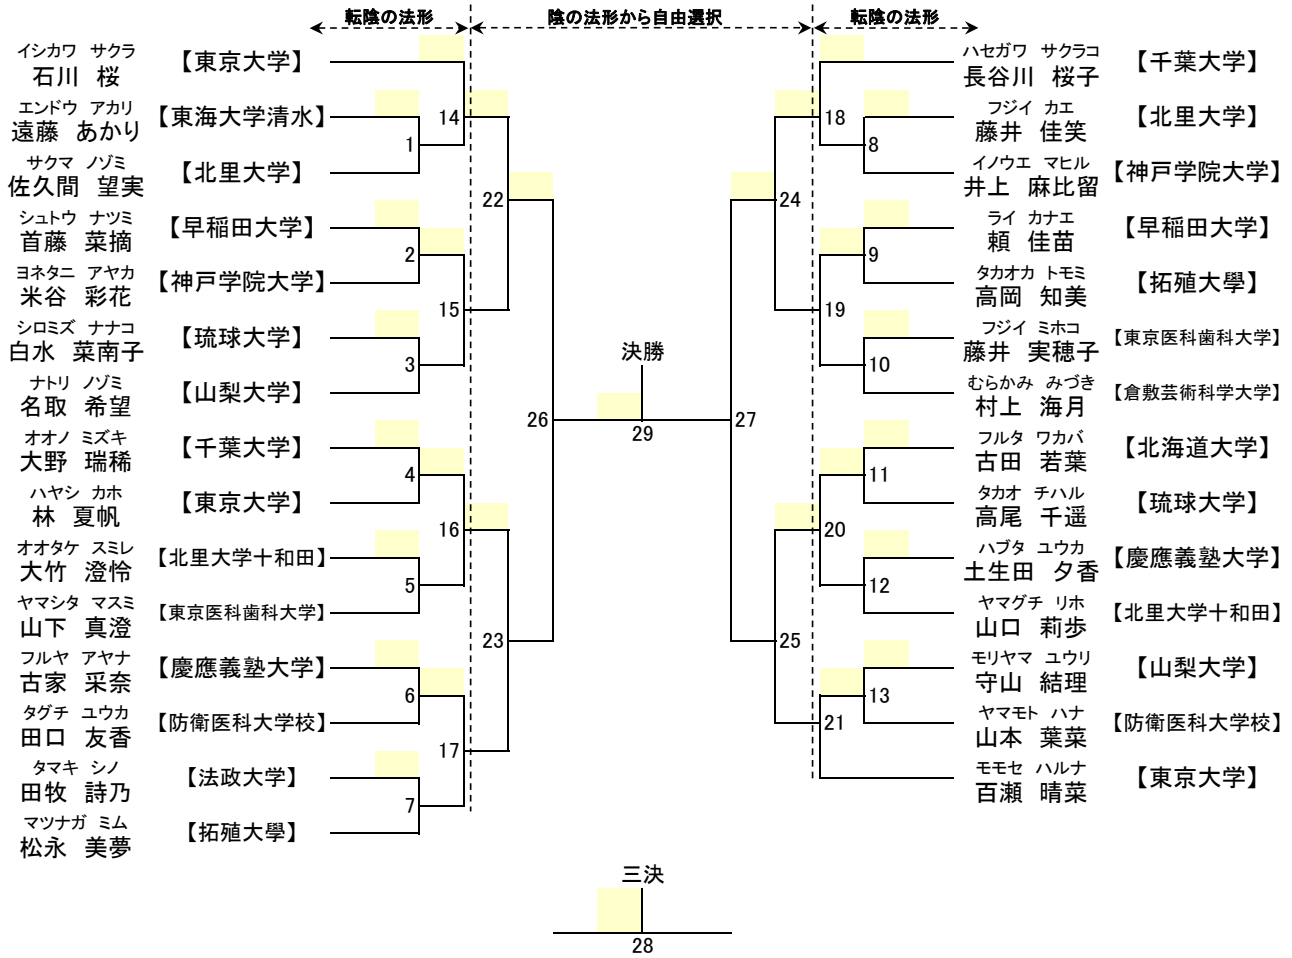 転陰の法形
陰の法形から自由選択
転陰の法形
イシカワ サクラ
石川 桜 【東京大学】
エンドウ アカリ
遠藤 あかり 【東海大学清水】
サクマ ノゾミ
佐久間 望実 【北里大学】
シュトウ ナツミ
首藤 菜摘 【早稲田大学】
ヨネタニ アヤカ
米谷 彩花 【神戸学院大学】
シロミズ ナナコ
白水 菜南子 【琉球大学】
ナトリ ノゾミ
名取 希望 【山梨大学】
オオノ ミズキ
大野 瑞稀 【千葉大学】
ハヤシ カホ
林 夏帆 【東京大学】
オオタケ スミレ
大竹 澄怜 【北里大学十和田】
ヤマシタ マスミ
山下 真澄 【東京医科歯科大学】
フルヤ アヤナ
古家 采奈 【慶應義塾大学】
タグチ ユウカ
田口 友香 【防衛医科大学校】
タマキ シノ
田牧 詩乃 【法政大学】
マツナガ ミム
松永 美夢 【拓殖大學】
1
2
3
4
5
6
7
14
15
16
17
22
23
26
決勝
29
三決
28
27
24
25
18
19
20
21
8
9
10
11
12
13
ハセガワ サクラコ
長谷川 桜子 【千葉大学】
フジイ カエ
藤井 佳笑 【北里大学】
イノウエ マヒル
井上 麻比留 【神戸学院大学】
ライ カナエ
頼 佳苗 【早稲田大学】
タカオカ トモミ
高岡 知美 【拓殖大學】
フジイ ミホコ
藤井 実穂子 【東京医科歯科大学】
むらかみ みづき
村上 海月 【倉敷芸術科学大学】
フルタ ワカバ
古田 若葉 【北海道大学】
タカオ チハル
高尾 千遥 【琉球大学】
ハブタ ユウカ
土生田 夕香 【慶應義塾大学】
ヤマグチ リホ
山口 莉歩 【北里大学十和田】
モリヤマ ユウリ
守山 結理 【山梨大学】
ヤマモト ハナ
山本 葉菜 【防衛医科大学校】
モモセ ハルナ
百瀬 晴菜 【東京大学】